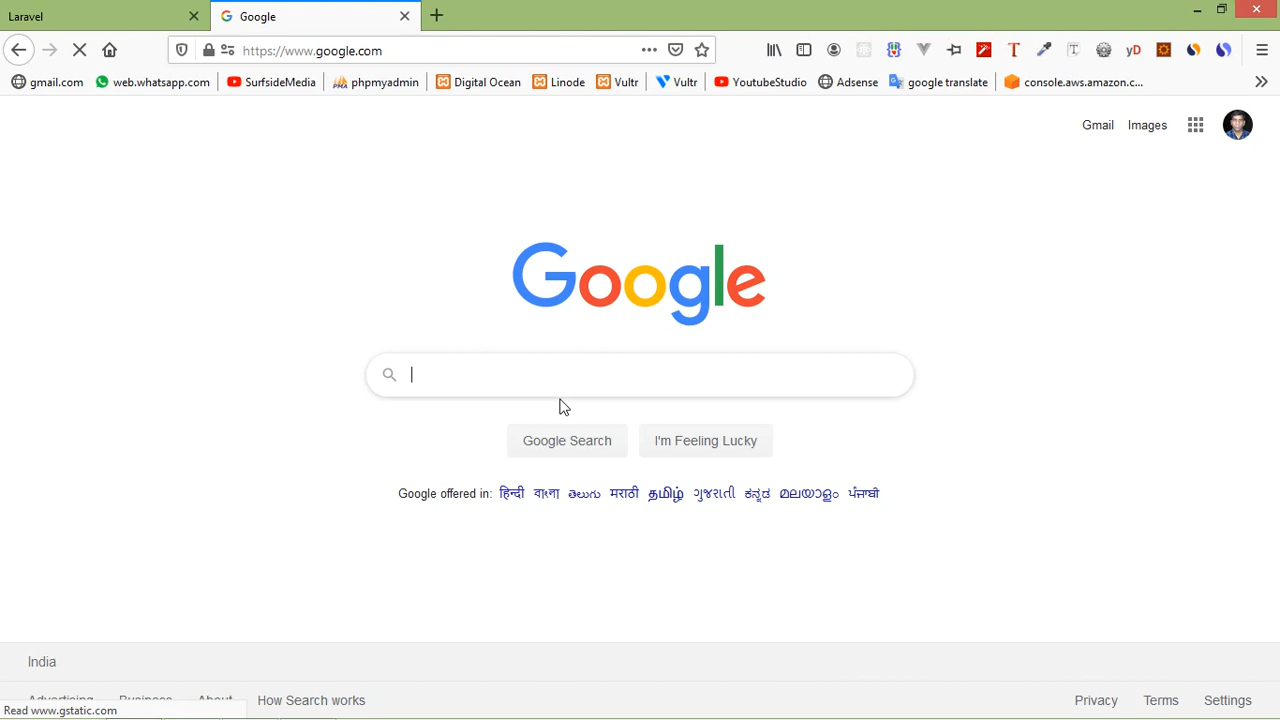 Laravel
Google
https://www.google.com
gmail.com web.whatsapp.com SurfsideMedia phpmyadmin Digital Ocean Linode Vultr Vultr YoutubeStudio Adsense google translate console.aws.amazon.c...
Gmail Images
Google
Google Search I'm Feeling Lucky
Google offered in: हिन्दी বাংলা తెలుగు मराठी தமிழ் ગુજરાતી ಕನ್ನಡ മലയാളം ਪੰਜਾਬੀ
India
Advertising Business About How Search works Privacy Terms Settings
Read www.gstatic.com